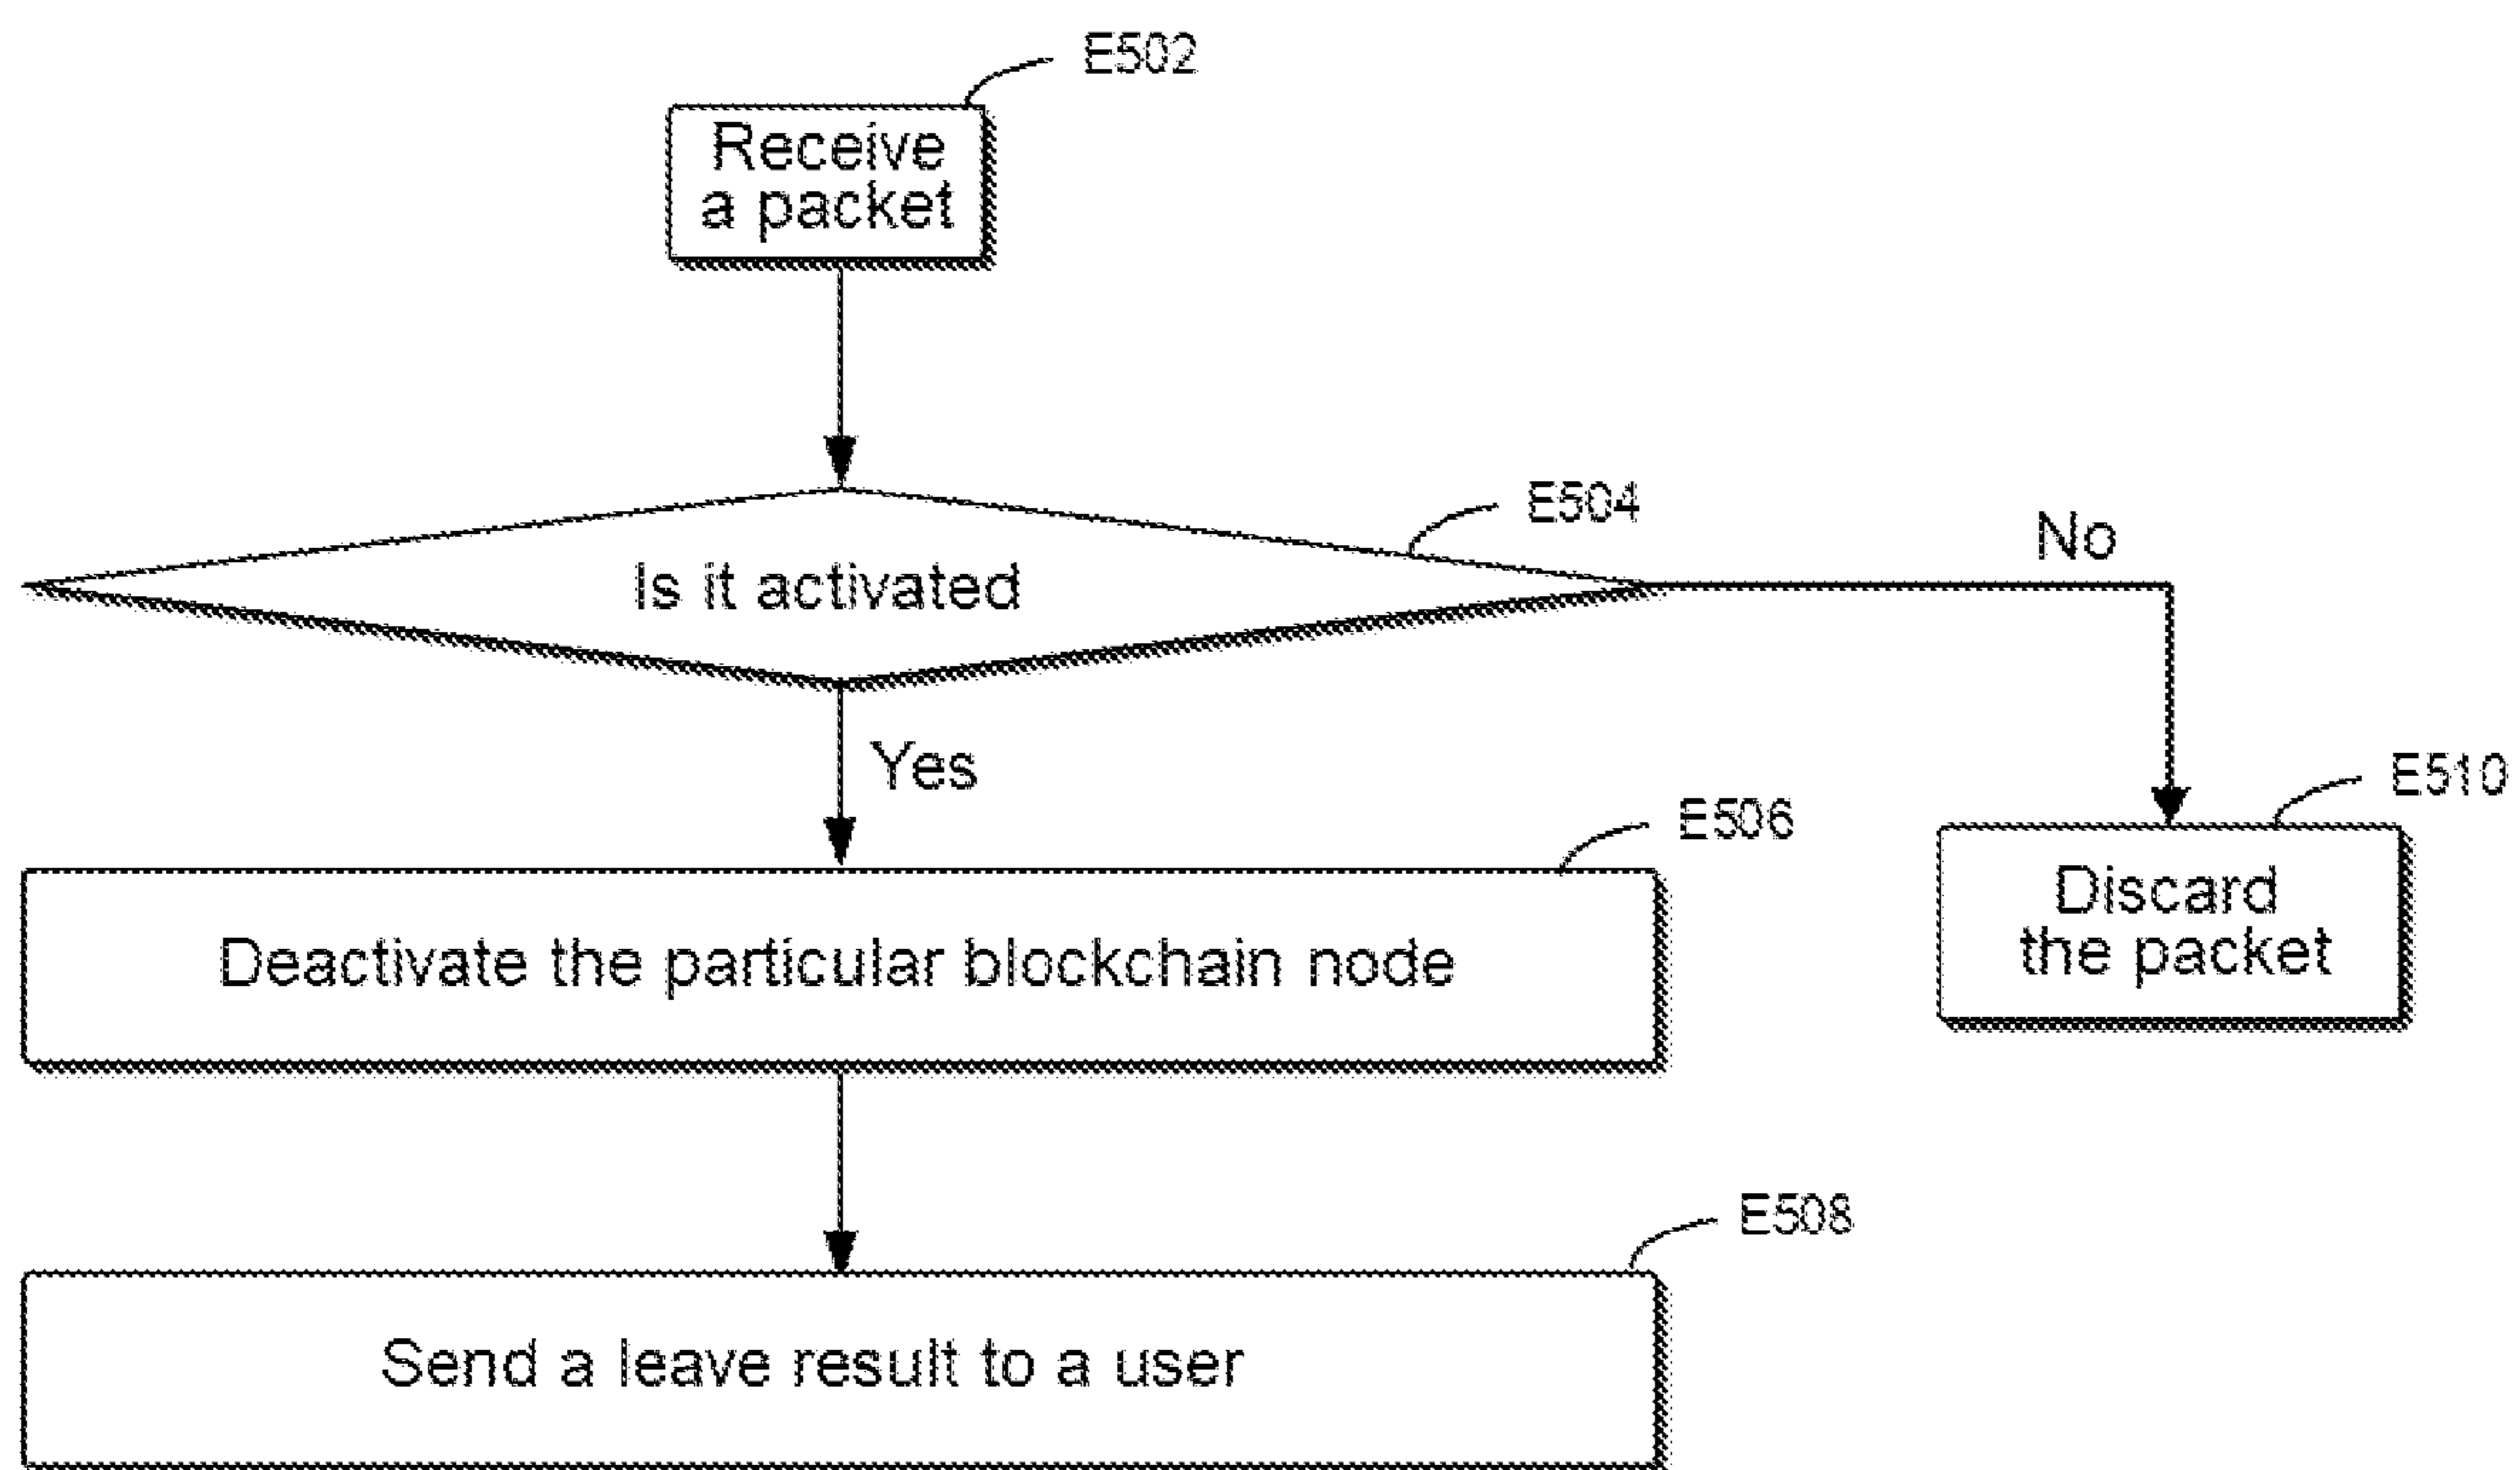 E502
Receive
a packet
E504
No
Is it activated
Yes
E510
E506
Discard
the packet
Deactivate the particular blockchain node
E508
Send a leave result to a user